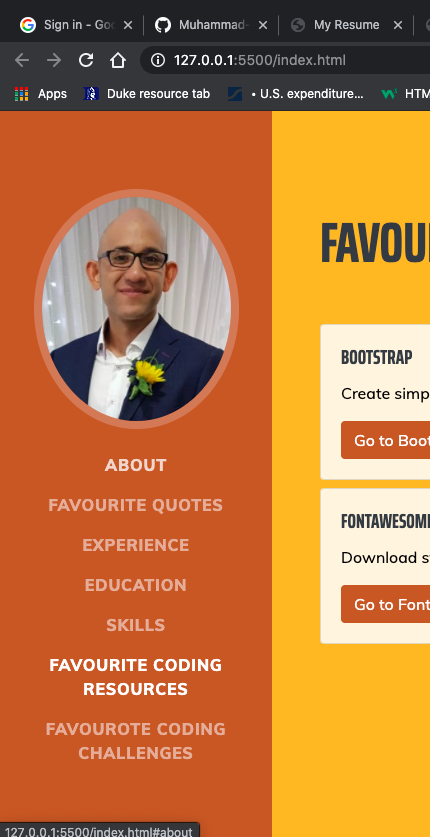 Sign in - Goo
Muhammad-
My Resume
127.0.0.1:5500/index.html
Apps
Duke resource tab
• U.S. expenditure...
HTM
FAVOU
BOOTSTRAP
Create simp
Go to Boot
ABOUT
FAVOURITE QUOTES
EXPERIENCE
EDUCATION
SKILLS
FAVOURITE CODING
RESOURCES
FAVOUROTE CODING
CHALLENGES
FONTAWESOM
Download s
Go to Font
127.0.0.1:5500/index.html#about